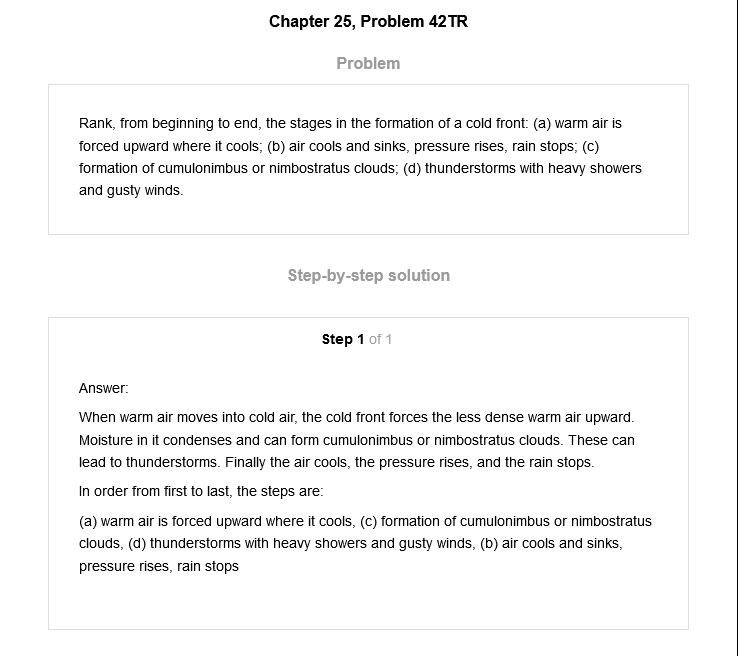 Chapter 25, Problem 42TR
Problem
Rank, from beginning to end, the stages in the formation of a cold front: (a) warm air is
forced upward where it cools; (b) air cools and sinks, pressure rises, rain stops; (c)
formation of cumulonimbus or nimbostratus clouds; (d) thunderstorms with heavy showers
and gusty winds.
Step-by-step solution
Step 1 of 1
Answer:
When warm air moves into cold air, the cold front forces the less dense warm air upward.
Moisture in it condenses and can form cumulonimbus or nimbostratus clouds. These can
lead to thunderstorms. Finally the air cools, the pressure rises, and the rain stops.
In order from first to last, the steps are:
(a) warm air is forced upward where it cools, (c) formation of cumulonimbus or nimbostratus
clouds, (d) thunderstorms with heavy showers and gusty winds, (b) air cools and sinks,
pressure rises, rain stops